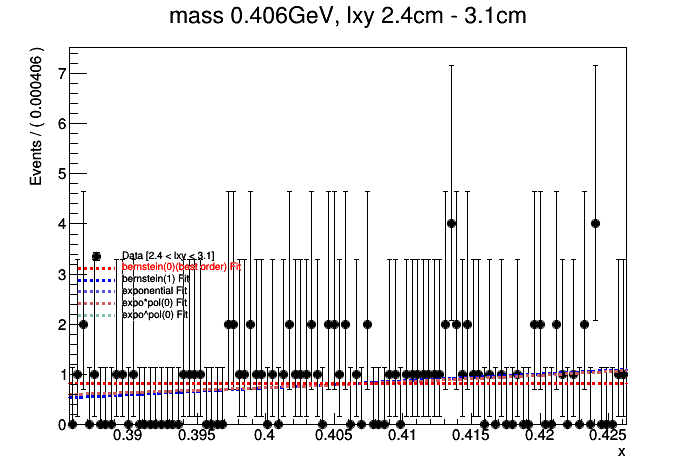 mass 0.406GeV, lxy 2.4cm - 3.1cm
Events / ( 0.000406 )
7
6
5
4
3
2
1
0
Data [2.4 < lxy < 3.1]
bernstein(0)(best order) Fit
bernstein(1) Fit
exponential Fit
expo*pol(0) Fit
expo^pol(0) Fit
0.39 0.395 0.4 0.405 0.41 0.415 0.42 0.425
x